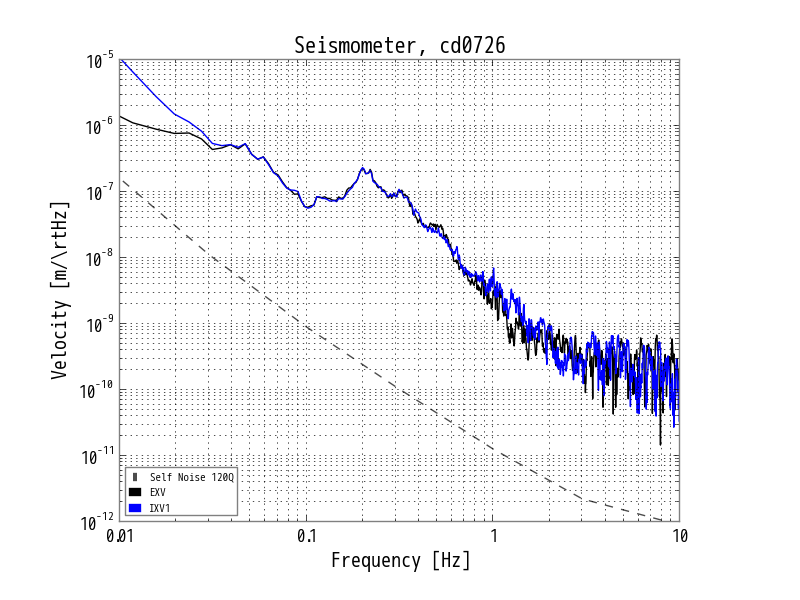 Seismometer, cd0726
10^-5
10^-6
10^-7
10^-8
10^-9
10^-10
10^-11
10^-12
Velocity [m/\rtHz]
Self Noise 120Q
EXV
IXV1
0.01 0.1 1 10
Frequency [Hz]